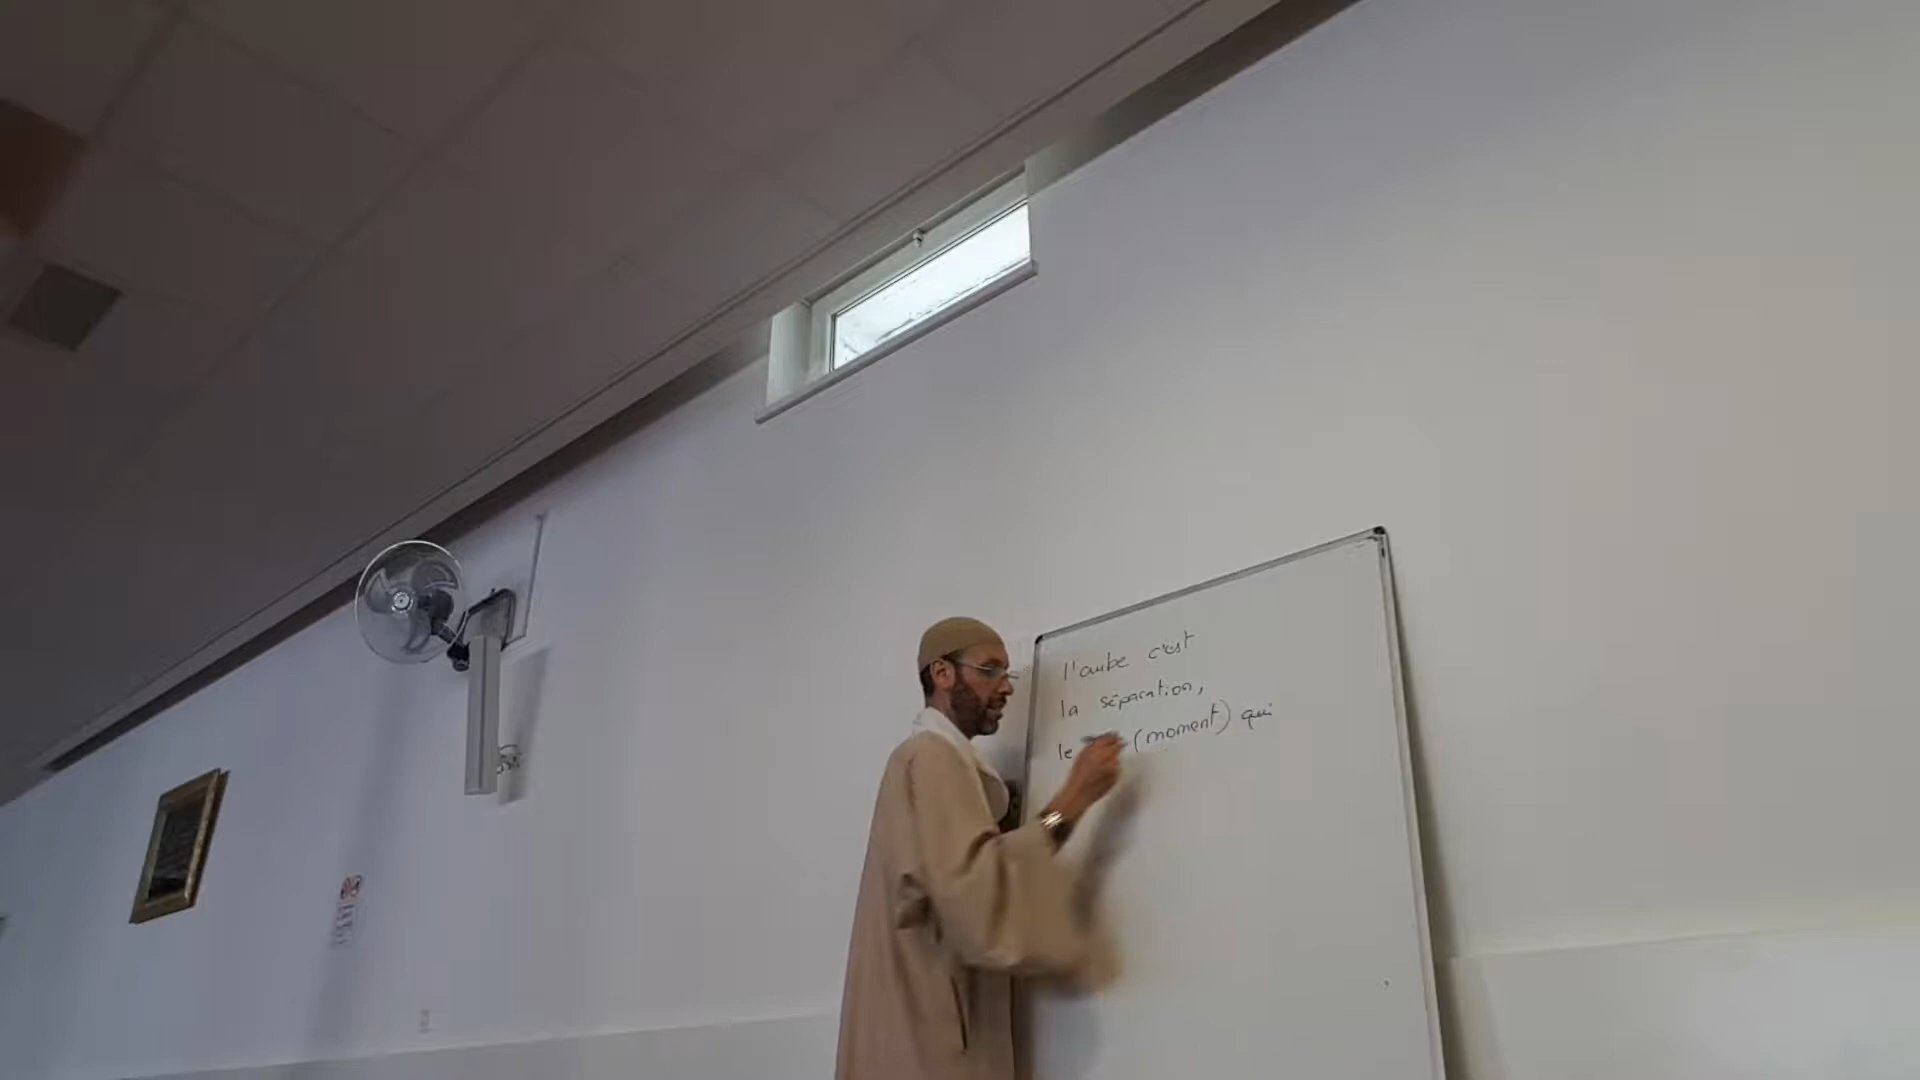 l'aube c'est
la séparation,
le (moment) qui